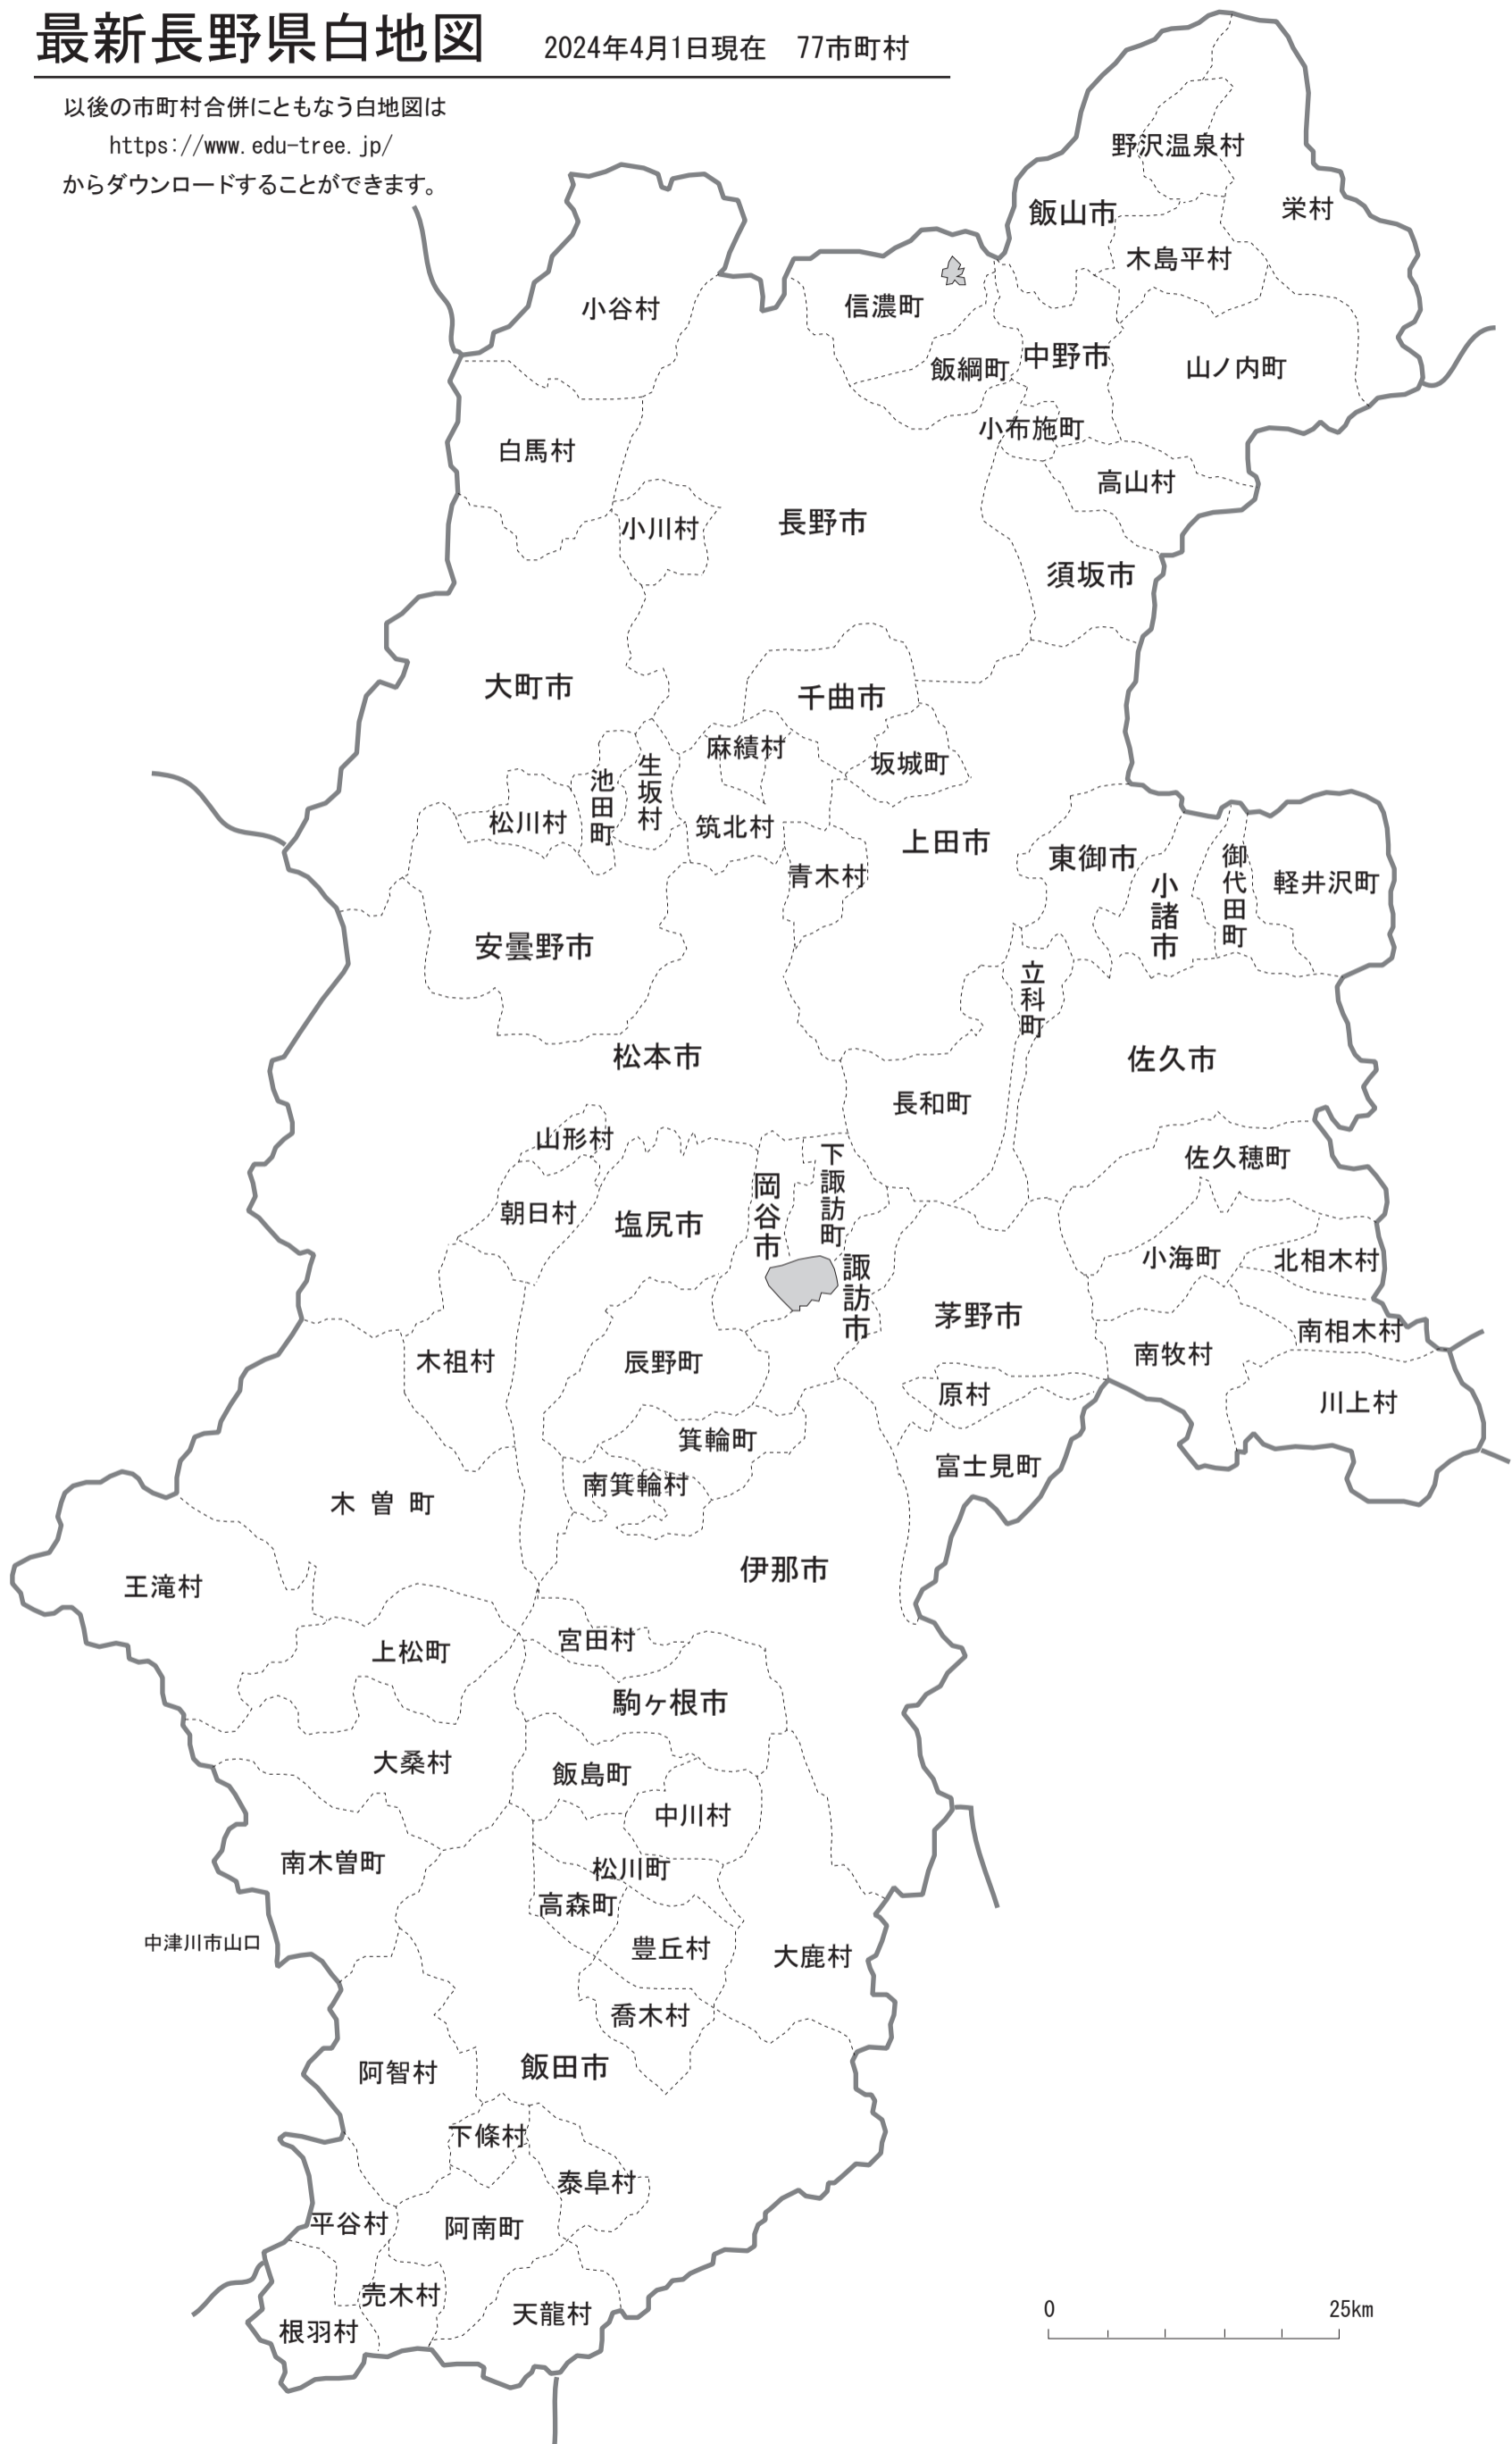 最新長野県白地図
2024年4月1日現在　77市町村
以後の市町村合併にともなう白地図は
https://www.edu-tree.jp/
からダウンロードすることができます。
野沢温泉村
飯山市
栄村
木島平村
小谷村
信濃町
飯綱町
中野市
山ノ内町
小布施町
白馬村
高山村
小川村
長野市
須坂市
大町市
千曲市
麻績村
坂城町
生坂村
池田町
松川村
筑北村
上田市
青木村
東御市
小諸市
御代田町
軽井沢町
安曇野市
立科町
松本市
佐久市
長和町
山形村
下諏訪町
佐久穂町
岡谷市
朝日村
塩尻市
小海町
北相木村
諏訪市
茅野市
南相木村
木祖村
辰野町
南牧村
原村
川上村
箕輪町
富士見町
南箕輪村
木曽町
伊那市
王滝村
宮田村
上松町
駒ヶ根市
大桑村
飯島町
中川村
南木曽町
松川町
高森町
中津川市山口
豊丘村
大鹿村
喬木村
阿智村
飯田市
下條村
泰阜村
平谷村
阿南町
売木村
天龍村
根羽村
0
25km